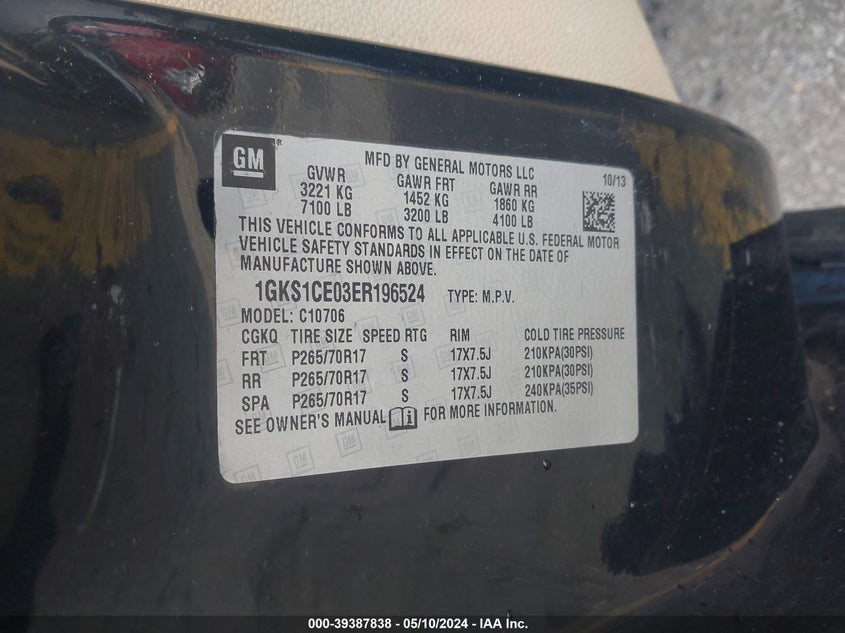 GM ®
MFD BY GENERAL MOTORS LLC
10/13
GVWR GAWR FRT GAWR RR
3221 KG 1452 KG 1860 KG
7100 LB 3200 LB 4100 LB
THIS VEHICLE CONFORMS TO ALL APPLICABLE U.S. FEDERAL MOTOR
VEHICLE SAFETY STANDARDS IN EFFECT ON THE DATE OF
MANUFACTURE SHOWN ABOVE.
1GKS1CE03ER196524 TYPE: M.P.V.
MODEL: C10706
CGKQ TIRE SIZE SPEED RTG RIM COLD TIRE PRESSURE
FRT P265/70R17 S 17X7.5J 210KPA(30PSI)
RR P265/70R17 S 17X7.5J 210KPA(30PSI)
SPA P265/70R17 S 17X7.5J 240KPA(35PSI)
SEE OWNER'S MANUAL i FOR MORE INFORMATION.
000-39387838 - 05/10/2024 - IAA Inc.